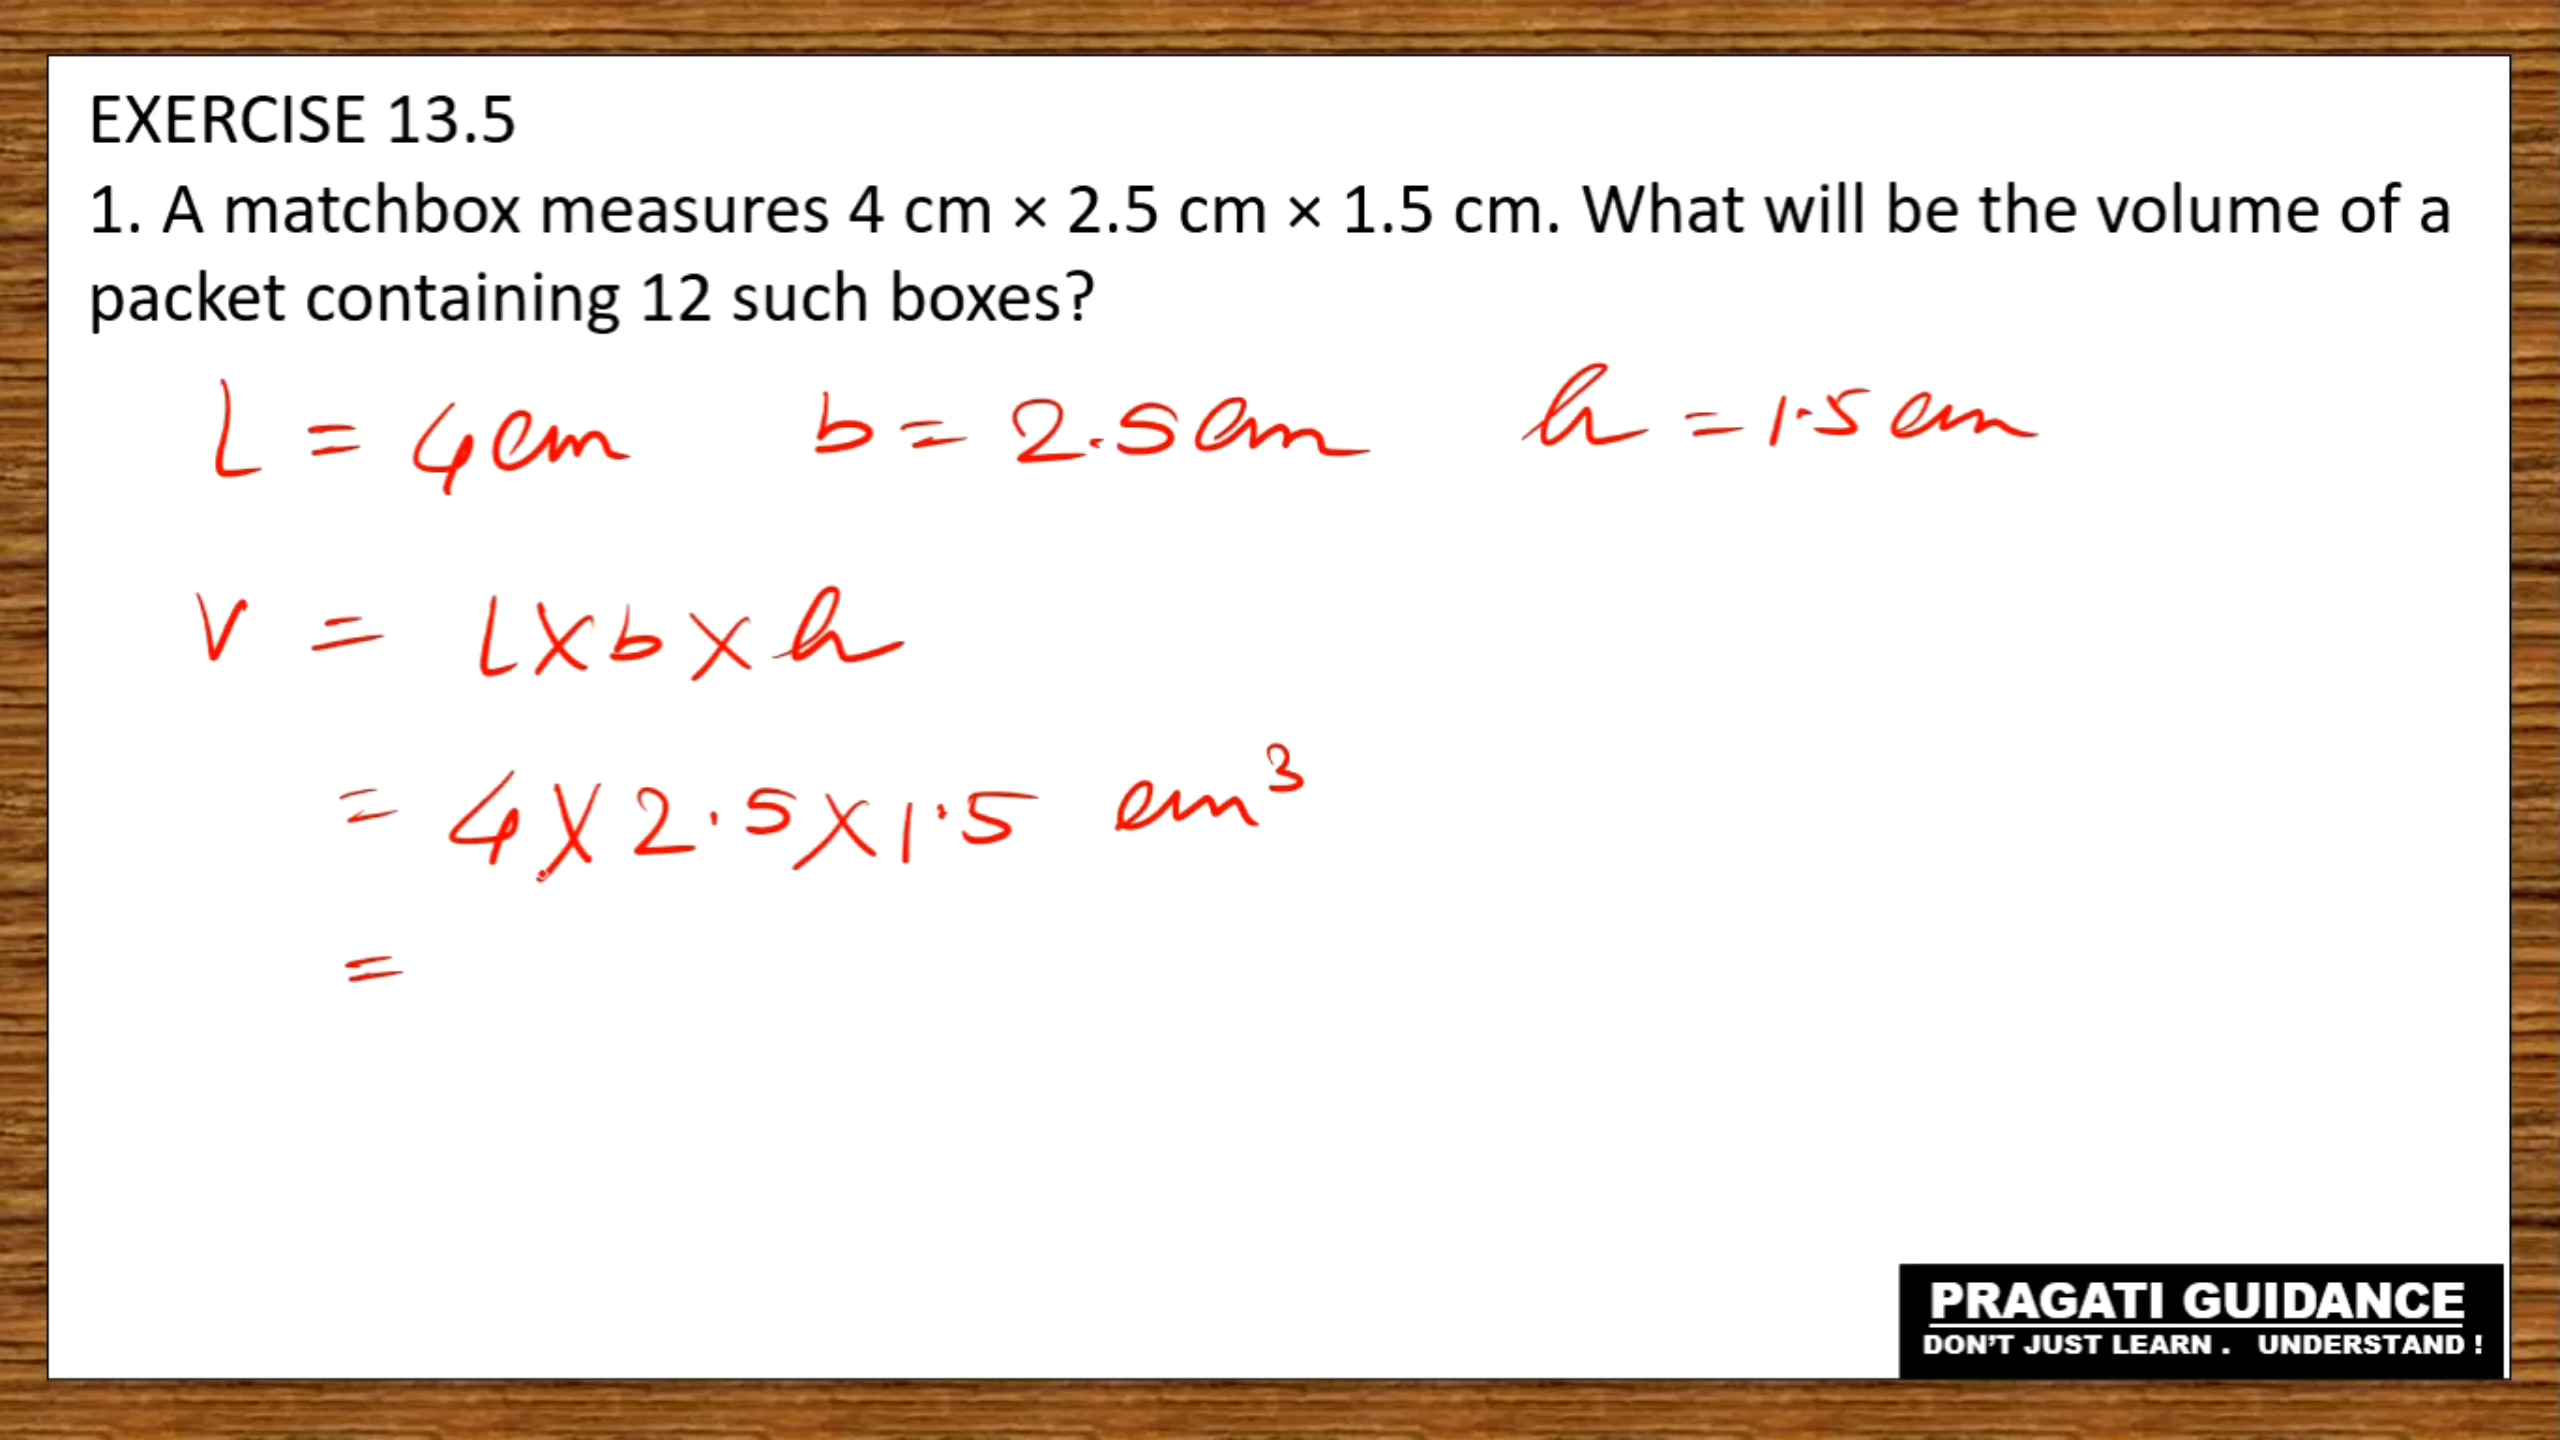 EXERCISE 13.5
1. A matchbox measures 4 cm × 2.5 cm × 1.5 cm. What will be the volume of a
packet containing 12 such boxes?
L = 4cm b = 2.5cm h = 1.5cm
V = L×b×h
= 4×2.5×1.5 cm³
=
PRAGATI GUIDANCE
DON'T JUST LEARN . UNDERSTAND !